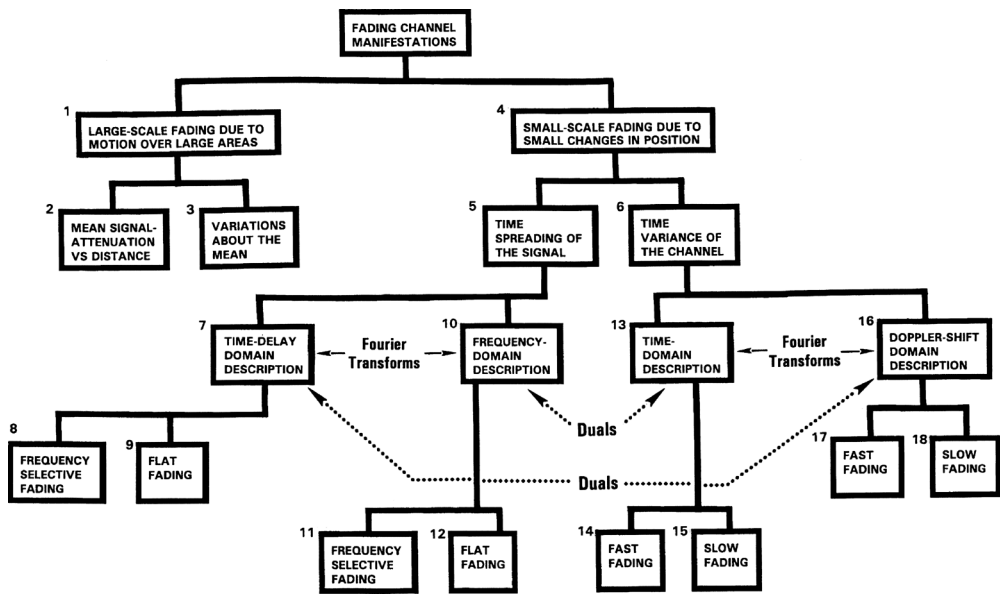 FADING CHANNEL
MANIFESTATIONS
1
LARGE-SCALE FADING DUE TO
MOTION OVER LARGE AREAS
4
SMALL-SCALE FADING DUE TO
SMALL CHANGES IN POSITION
2
MEAN SIGNAL-
ATTENUATION
VS DISTANCE
3
VARIATIONS
ABOUT THE
MEAN
5
TIME
SPREADING OF
THE SIGNAL
6
TIME
VARIANCE OF
THE CHANNEL
7
TIME-DELAY
DOMAIN
DESCRIPTION
Fourier
Transforms
10
FREQUENCY-
DOMAIN
DESCRIPTION
13
TIME-
DOMAIN
DESCRIPTION
Fourier
Transforms
16
DOPPLER-SHIFT
DOMAIN
DESCRIPTION
Duals
Duals
8
FREQUENCY
SELECTIVE
FADING
9
FLAT
FADING
17
FAST
FADING
18
SLOW
FADING
11
FREQUENCY
SELECTIVE
FADING
12
FLAT
FADING
14
FAST
FADING
15
SLOW
FADING